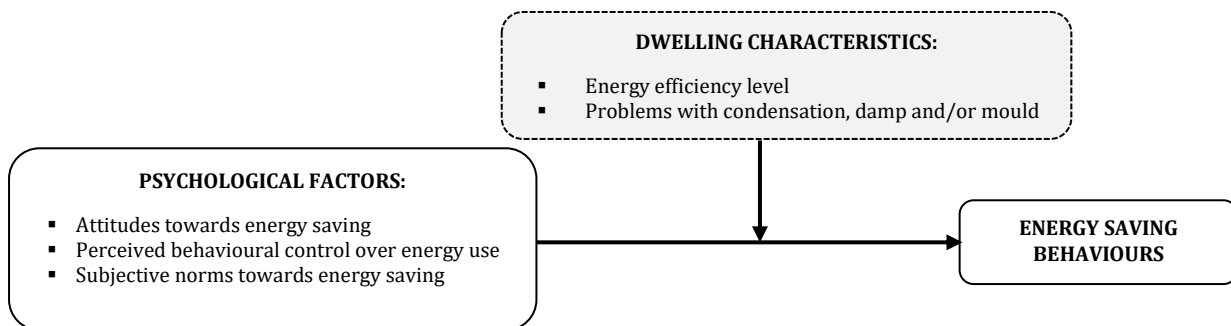 DWELLING CHARACTERISTICS:
▪ Energy efficiency level
▪ Problems with condensation, damp and/or mould
PSYCHOLOGICAL FACTORS:
▪ Attitudes towards energy saving
▪ Perceived behavioural control over energy use
▪ Subjective norms towards energy saving
ENERGY SAVING
BEHAVIOURS